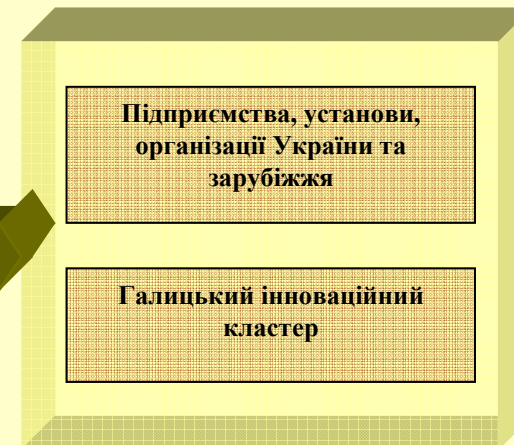 Підприємства, установи,
організації України та
зарубіжжя
Галицький інноваційний
кластер